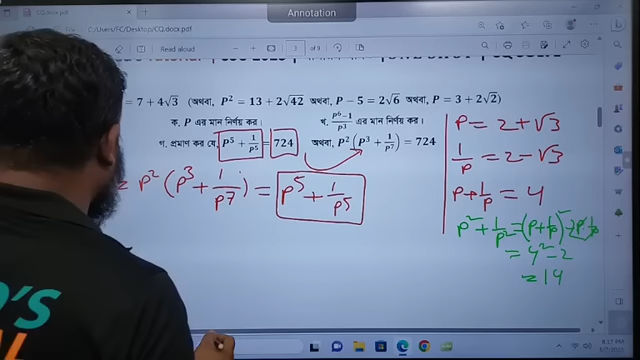 Annotation
CQ.docx.pdf
C:/Users/FC/Desktop/CQ.docx.pdf
Read aloud
3 of 9
= 7 + 4√3 (অথবা, P² = 13 + 2√42 অথবা P − 5 = 2√6 অথবা, P = 3 + 2√2)
ক. P এর মান নির্ণয় কর।
খ. (P⁶−1)/P³ এর মান নির্ণয় কর।
গ. প্রমাণ কর যে, P⁵ + 1/P⁵ = 724 অথবা, P²(P³ + 1/P⁷) = 724
= P² (P³ + 1/P⁷) = P⁵ + 1/P⁵
P = 2 + √3
1/P = 2 − √3
P + 1/P = 4
P² + 1/P² = (P + 1/P)² − 2·P·1/P
= 4² − 2
= 14